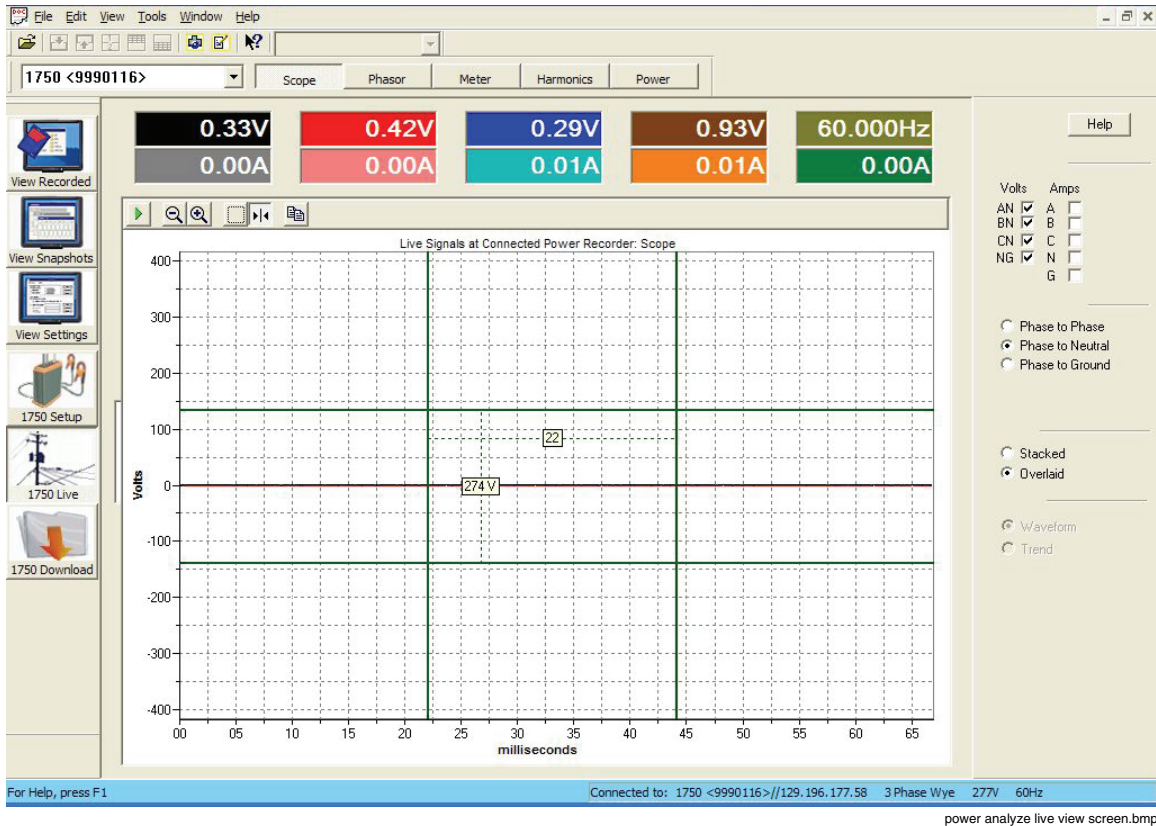 File Edit View Tools Window Help
1750 <9990116>
Scope Phasor Meter Harmonics Power
0.33V 0.42V 0.29V 0.93V 60.000Hz
0.00A 0.00A 0.01A 0.01A 0.00A
Help
View Recorded
View Snapshots
View Settings
1750 Setup
1750 Live
1750 Download
Live Signals at Connected Power Recorder: Scope
Volts
400
300
200
100
0
-100
-200
-300
-400
22
274 V
00 05 10 15 20 25 30 35 40 45 50 55 60 65
milliseconds
Volts Amps
AN A
BN B
CN C
NG N
G
Phase to Phase
Phase to Neutral
Phase to Ground
Stacked
Overlaid
Waveform
Trend
For Help, press F1
Connected to: 1750 <9990116>//129.196.177.58 3 Phase Wye 277V 60Hz
power analyze live view screen.bmp